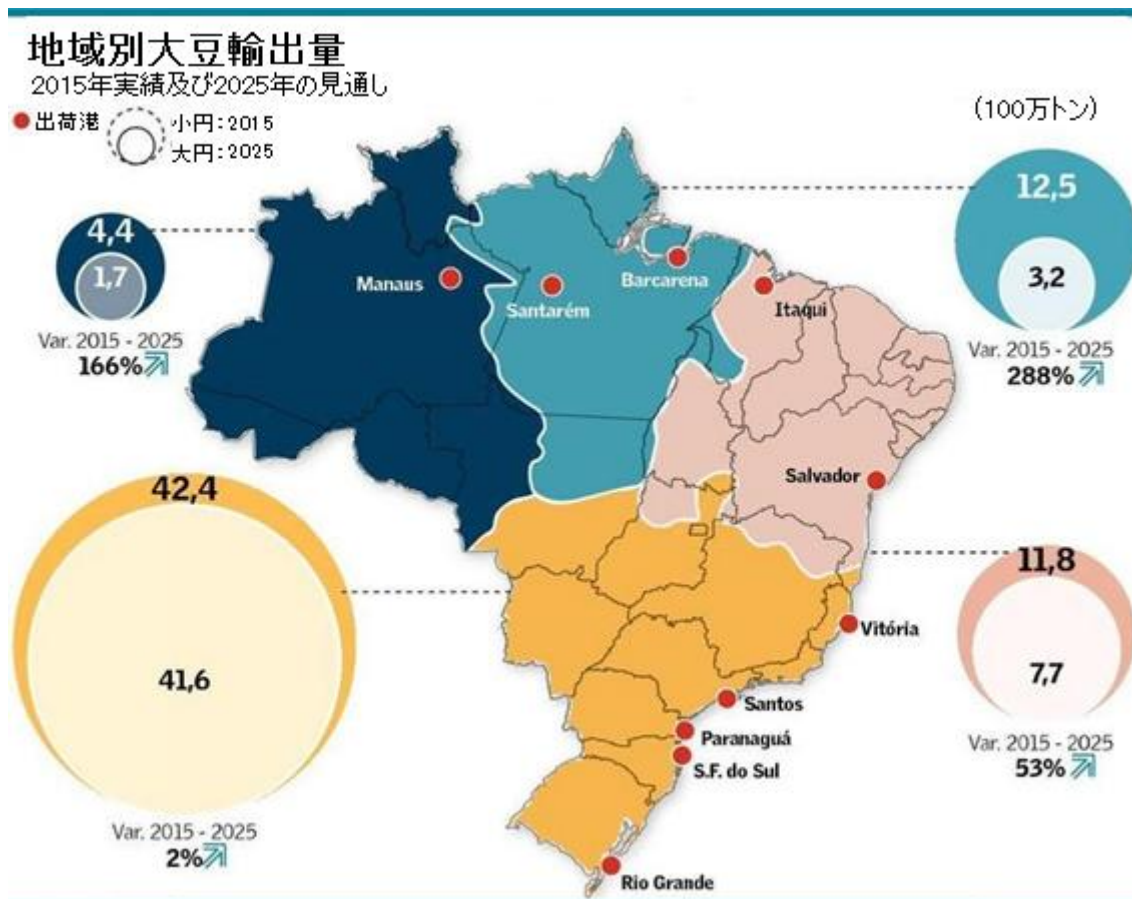 地域別大豆輸出量
2015年実績及び2025年の見通し
出荷港
小円:2015
大円:2025
(100万トン)
4,4
1,7
Var. 2015 - 2025
166%
12,5
3,2
Var. 2015 - 2025
288%
Manaus
Santarém
Barcarena
Itaqui
Salvador
42,4
41,6
Var. 2015 - 2025
2%
11,8
7,7
Var. 2015 - 2025
53%
Vitória
Santos
Paranaguá
S.F. do Sul
Rio Grande